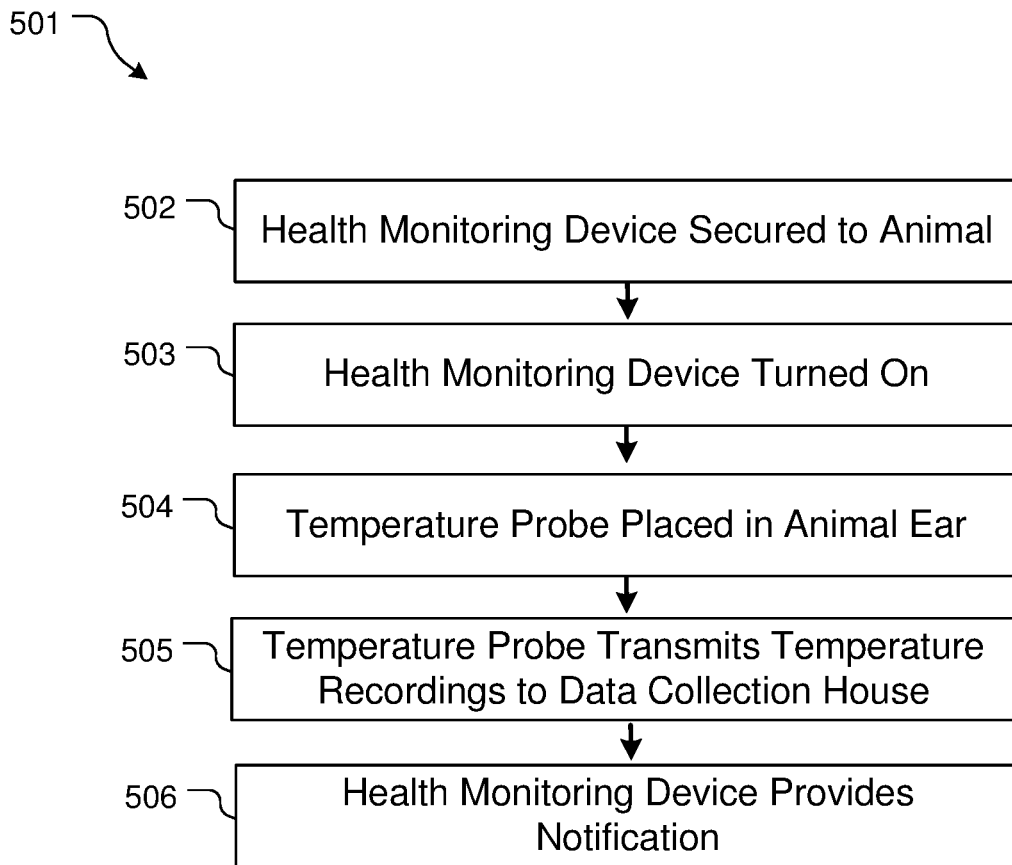 501
502
Health Monitoring Device Secured to Animal
503
Health Monitoring Device Turned On
504
Temperature Probe Placed in Animal Ear
505
Temperature Probe Transmits Temperature
Recordings to Data Collection House
506
Health Monitoring Device Provides
Notification